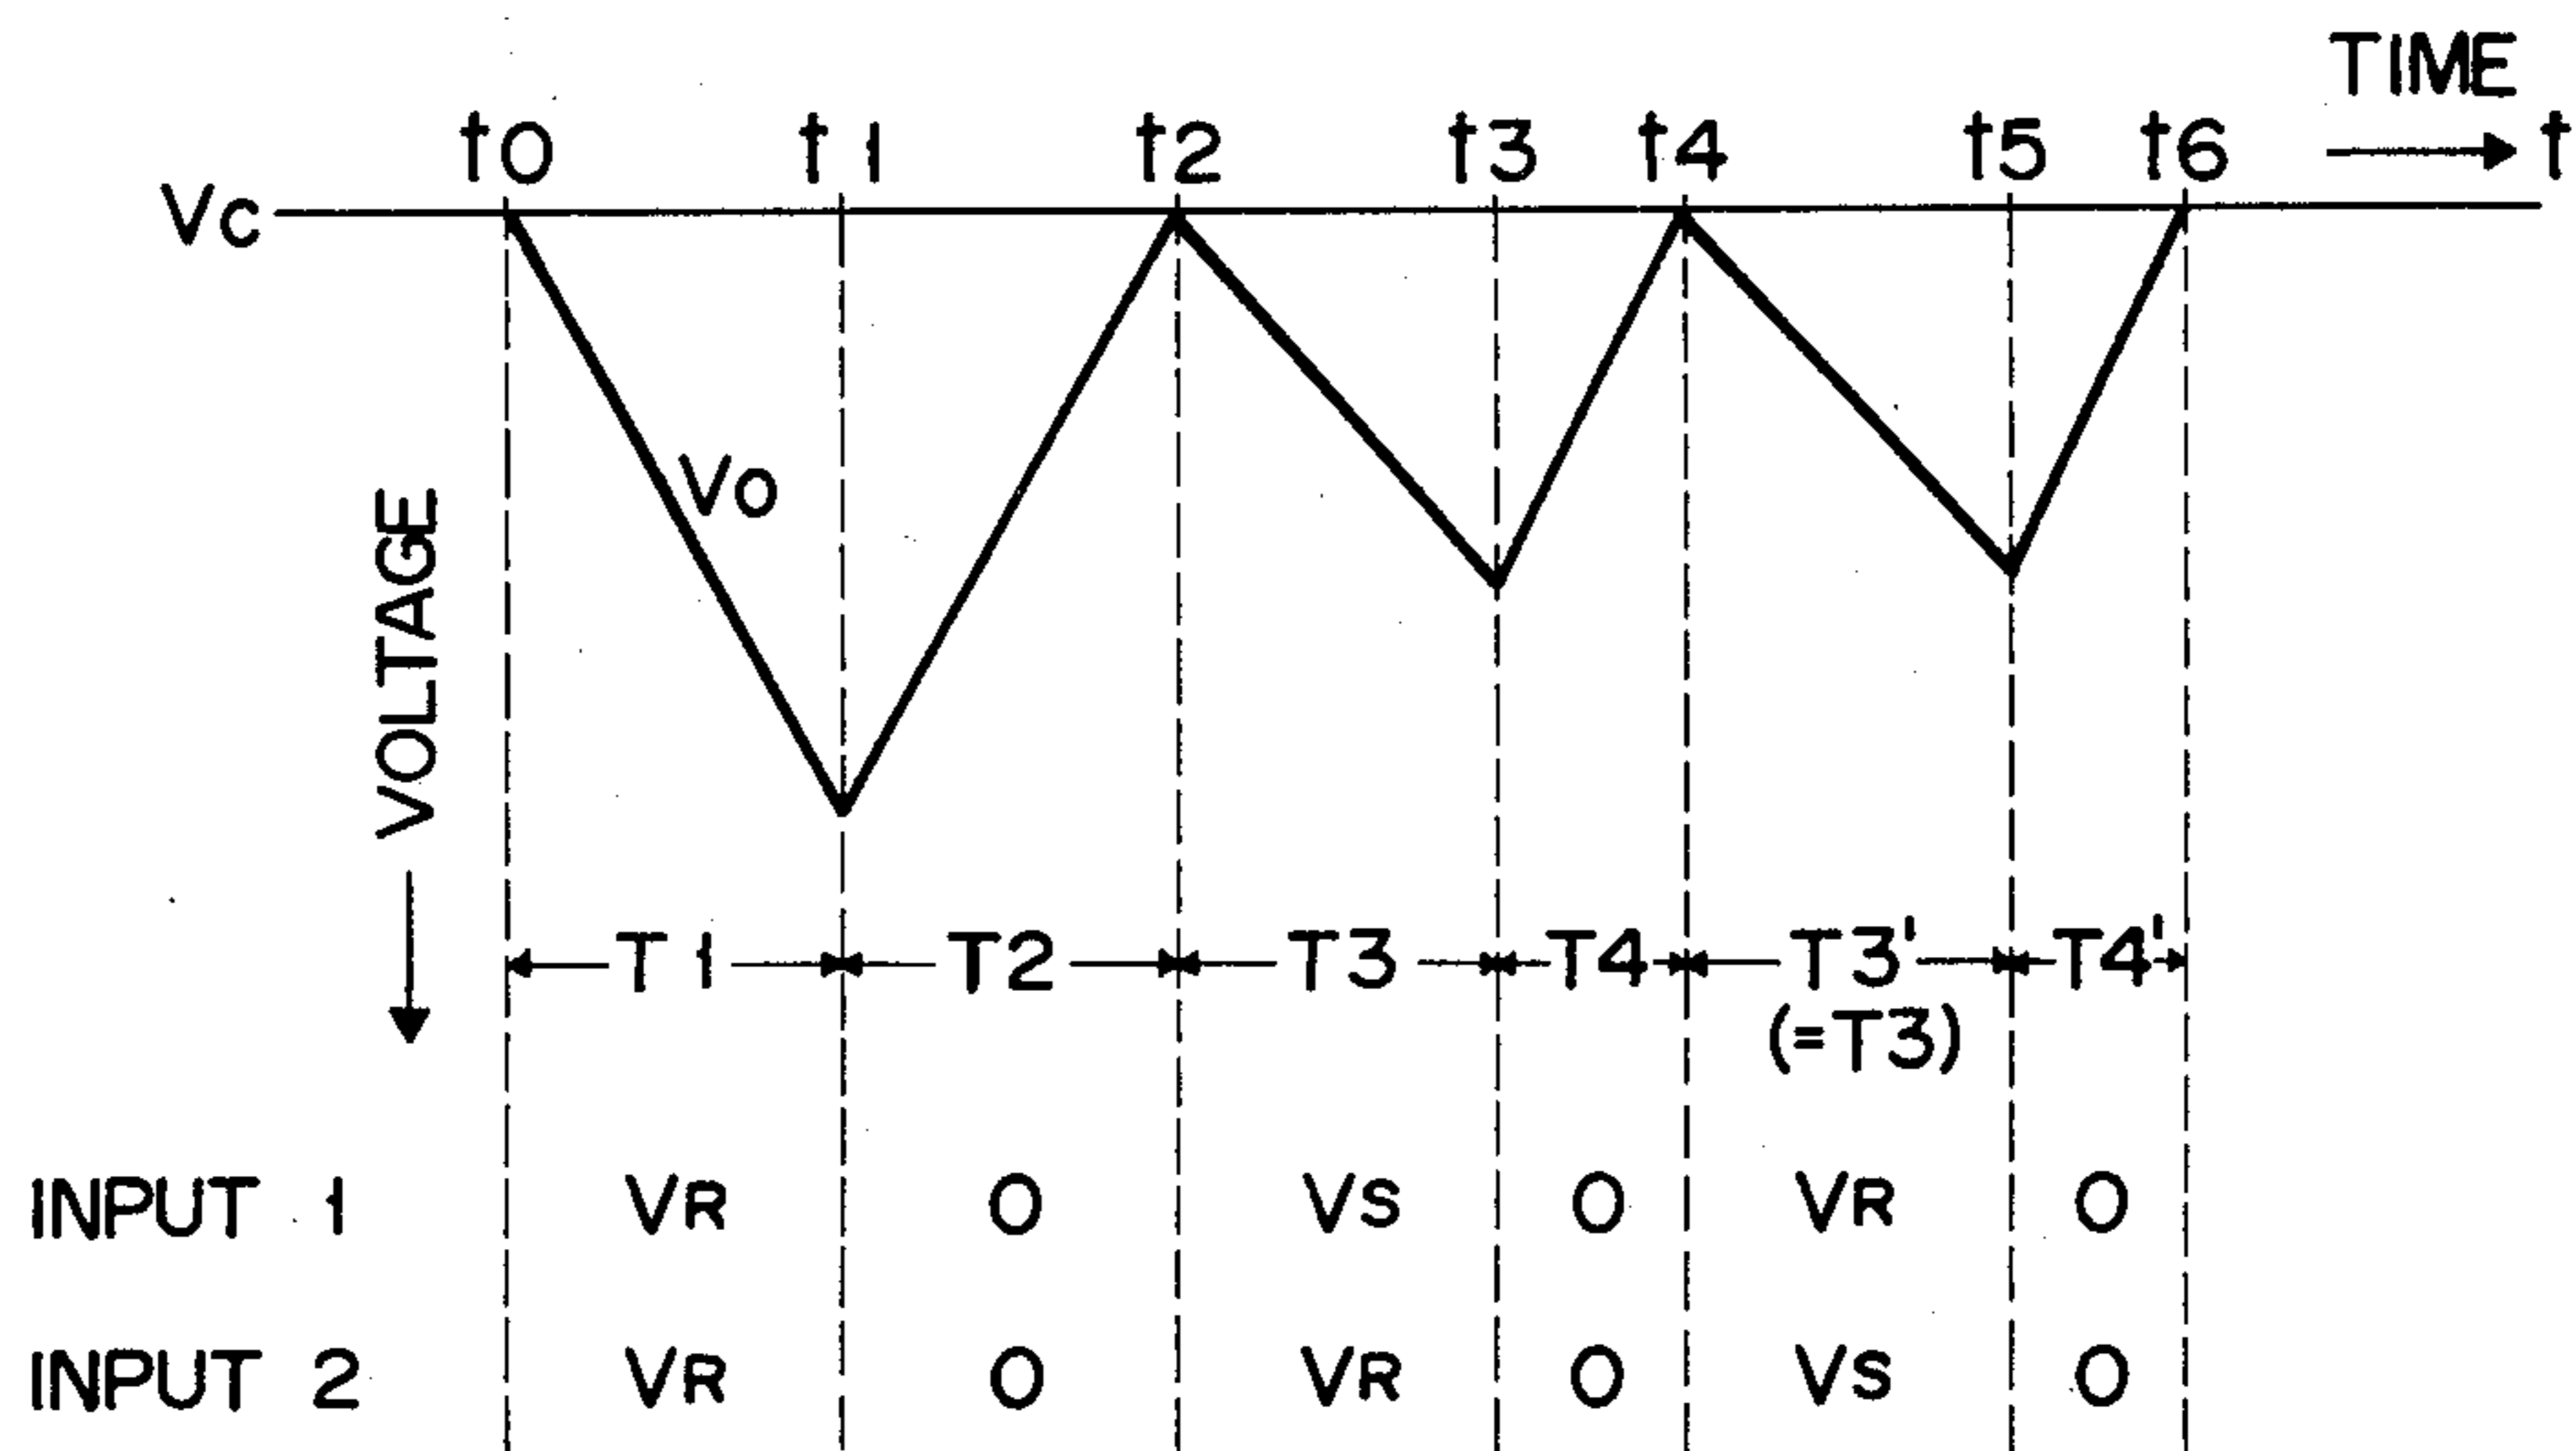 TIME
t0 t1 t2 t3 t4 t5 t6 t
Vc
Vo
VOLTAGE
T1 T2 T3 T4 T3' T4'
(=T3)
INPUT 1 VR 0 VS 0 VR 0
INPUT 2 VR 0 VR 0 VS 0